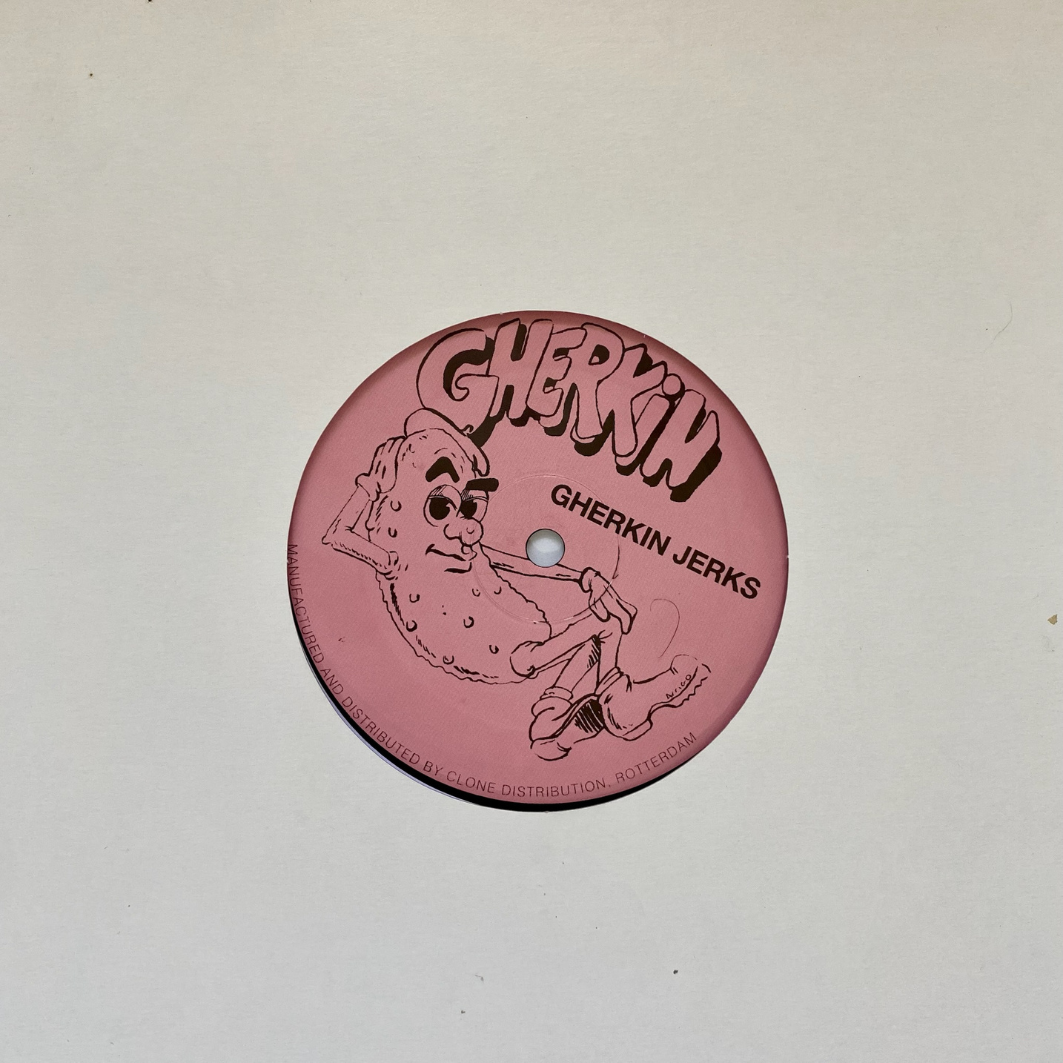 GHERKiN
GHERKIN JERKS
MANUFACTURED AND DISTRIBUTED BY CLONE DISTRIBUTION. ROTTERDAM